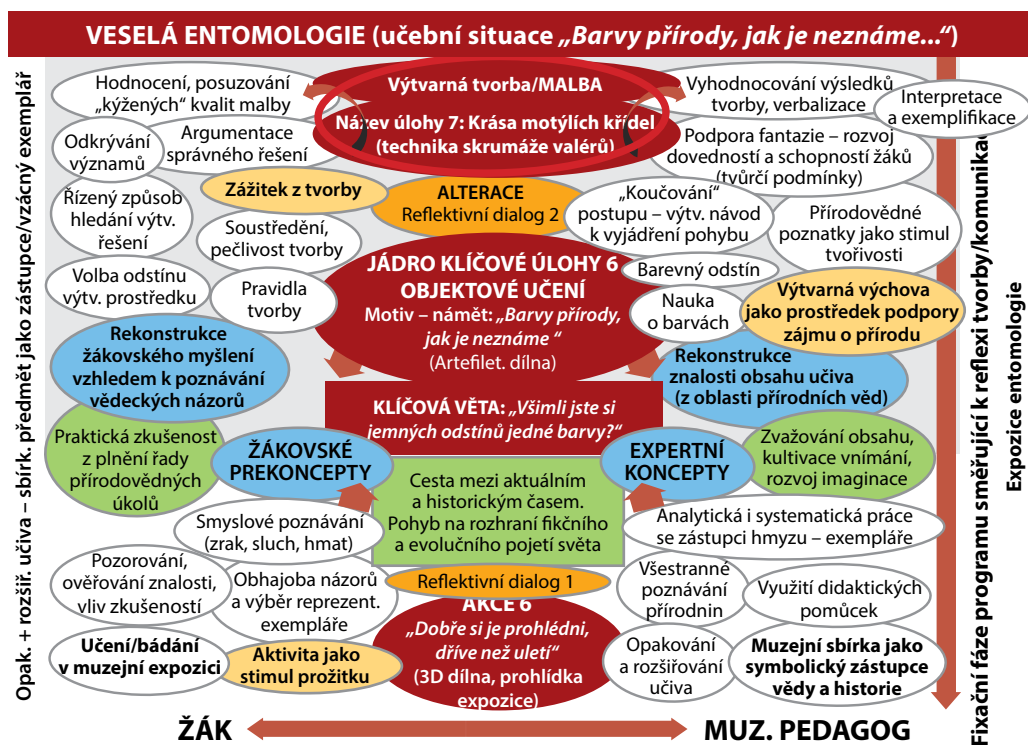 VESELÁ ENTOMOLOGIE (učební situace „Barvy přírody, jak je neznáme...“)
Opak. + rozšiř. učiva – sbírk. předmět jako zástupce/vzácný exemplář
Hodnocení, posuzování
„kýžených“ kvalit malby
Výtvarná tvorba/MALBA
Vyhodnocování výsledků
tvorby, verbalizace
Interpretace
a exemplifikace
Odkrývání
významů
Argumentace
správného řešení
Název úlohy 7: Krása motýlích křídel
(technika skrumáže valérů)
Podpora fantazie – rozvoj
dovedností a schopností žáků
(tvůrčí podmínky)
Zážitek z tvorby
ALTERACE
Reflektivní dialog 2
„Koučování“
postupu – výtv. návod
k vyjádření pohybu
Přírodovědné
poznatky jako stimul
tvořivosti
Řízený způsob
hledání výtv.
řešení
Soustředění,
pečlivost tvorby
JÁDRO KLÍČOVÉ ÚLOHY 6
OBJEKTOVÉ UČENÍ
Motiv – námět: „Barvy přírody,
jak je neznáme “
(Artefilet. dílna)
Barevný odstín
Volba odstínu
výtv. prostředku
Pravidla
tvorby
Nauka
o barvách
Výtvarná výchova
jako prostředek podpory
zájmu o přírodu
Rekonstrukce
žákovského myšlení
vzhledem k poznávání
vědeckých názorů
Rekonstrukce
znalosti obsahu učiva
(z oblasti přírodních věd)
KLÍČOVÁ VĚTA: „Všimli jste si
jemných odstínů jedné barvy?“
Praktická zkušenost
z plnění řady
přírodovědných
úkolů
ŽÁKOVSKÉ
PREKONCEPTY
EXPERTNÍ
KONCEPTY
Zvažování obsahu,
kultivace vnímání,
rozvoj imaginace
Cesta mezi aktuálním
a historickým časem.
Pohyb na rozhraní fikčního
a evolučního pojetí světa
Smyslové poznávání
(zrak, sluch, hmat)
Analytická i systematická práce
se zástupci hmyzu – exempláře
Pozorování,
ověřování znalostí,
vliv zkušeností
Obhajoba názorů
a výběr reprezent.
exempláře
Reflektivní dialog 1
Všestranné
poznávání
přírodnin
Využití didaktických
pomůcek
AKCE 6
„Dobře si je prohlédni,
dříve než uletí“
(3D dílna, prohlídka
expozice)
Učení/bádání
v muzejní expozici
Aktivita jako
stimul prožitku
Opakování
a rozšiřování
učiva
Muzejní sbírka jako
symbolický zástupce
vědy a historie
ŽÁK
MUZ. PEDAGOG
Fixační fáze programu směřující k reflexi tvorby/komunikac
Expozice entomologie